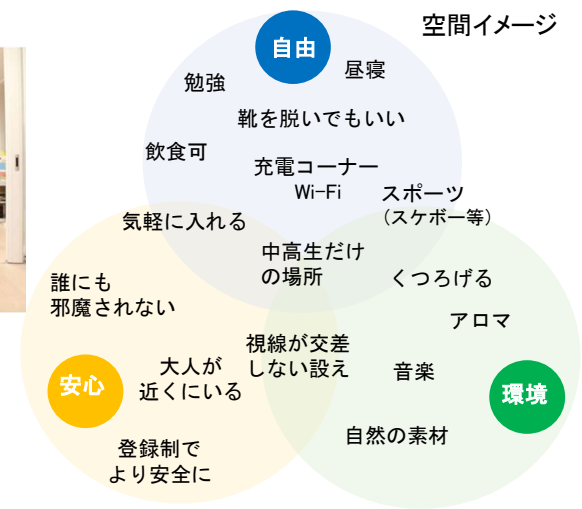 空間イメージ
自由
昼寝
勉強
靴を脱いでもいい
飲食可
充電コーナー
Wi-Fi
スポーツ
（スケボー等）
気軽に入れる
中高生だけ
の場所
くつろげる
誰にも
邪魔されない
アロマ
視線が交差
しない設え
大人が
近くにいる
音楽
安心
環境
自然の素材
登録制で
より安全に